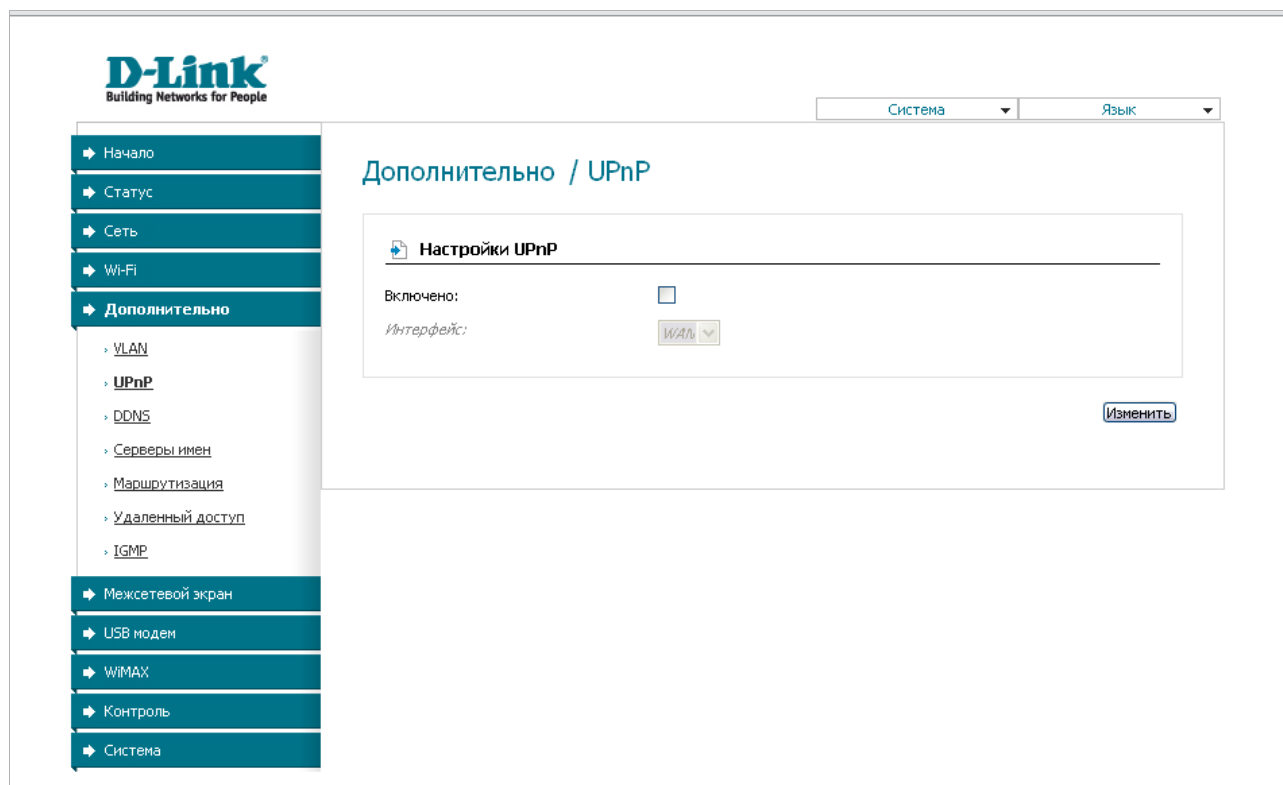 D-Link
Building Networks for People
Система
Язык
Начало
Статус
Сеть
Wi-Fi
Дополнительно
VLAN
UPnP
DDNS
Серверы имен
Маршрутизация
Удаленный доступ
IGMP
Межсетевой экран
USB модем
WiMAX
Контроль
Система
Дополнительно / UPnP
Настройки UPnP
Включено:
Интерфейс: WAN
Изменить